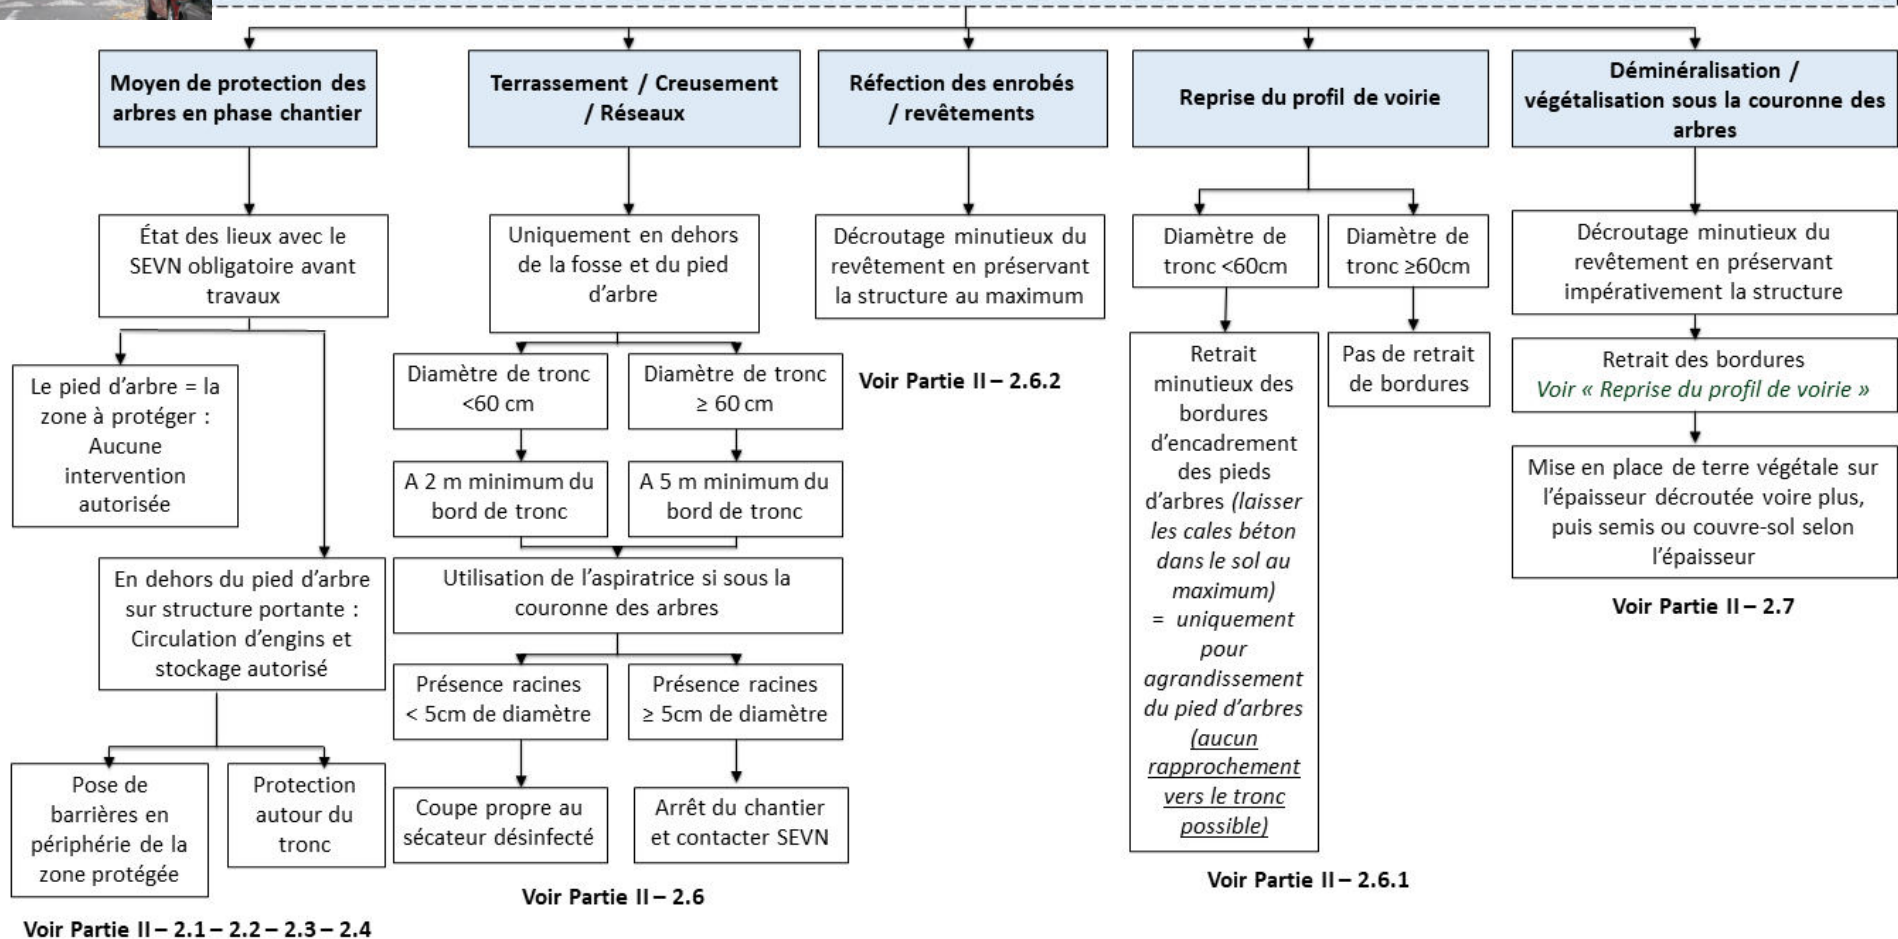 Moyen de protection des
arbres en phase chantier
État des lieux avec le
SEVN obligatoire avant
travaux
Le pied d’arbre = la
zone à protéger :
Aucune
intervention
autorisée
En dehors du pied d’arbre
sur structure portante :
Circulation d’engins et
stockage autorisé
Pose de
barrières en
périphérie de la
zone protégée
Protection
autour du
tronc
Voir Partie II – 2.1 – 2.2 – 2.3 – 2.4
Terrassement / Creusement
/ Réseaux
Uniquement en dehors
de la fosse et du pied
d’arbre
Diamètre de tronc
<60 cm
Diamètre de tronc
≥ 60 cm
A 2 m minimum du
bord de tronc
A 5 m minimum du
bord de tronc
Utilisation de l’aspiratrice si sous la
couronne des arbres
Présence racines
< 5cm de diamètre
Présence racines
≥ 5cm de diamètre
Coupe propre au
sécateur désinfecté
Arrêt du chantier
et contacter SEVN
Voir Partie II – 2.6
Réfection des enrobés
/ revêtements
Décroutage minutieux du
revêtement en préservant
la structure au maximum
Voir Partie II – 2.6.2
Reprise du profil de voirie
Diamètre de
tronc <60cm
Diamètre de
tronc ≥60cm
Retrait
minutieux des
bordures
d’encadrement
des pieds
d’arbres (laisser
les cales béton
dans le sol au
maximum)
= uniquement
pour
agrandissement
du pied d’arbres
(aucun
rapprochement
vers le tronc
possible)
Pas de retrait
de bordures
Voir Partie II – 2.6.1
Déminéralisation /
végétalisation sous la couronne des
arbres
Décroutage minutieux du
revêtement en préservant
impérativement la structure
Retrait des bordures
Voir « Reprise du profil de voirie »
Mise en place de terre végétale sur
l’épaisseur décroutée voire plus,
puis semis ou couvre-sol selon
l’épaisseur
Voir Partie II – 2.7